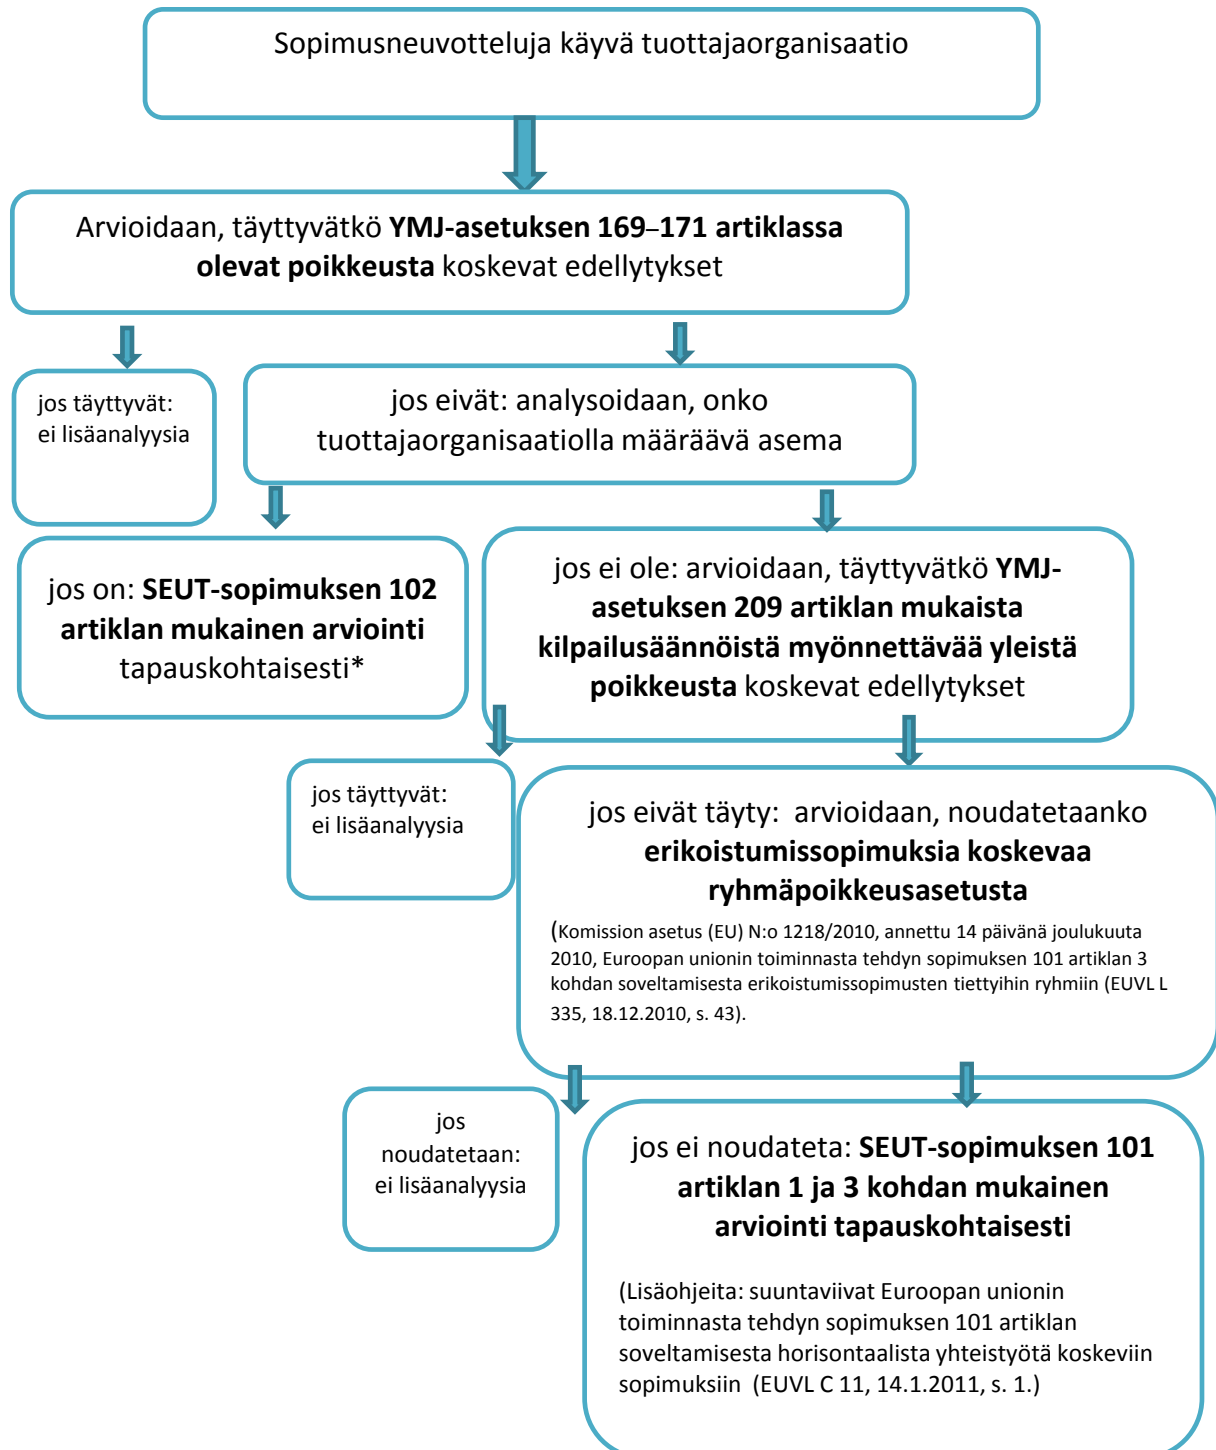 Sopimusneuvotteluja käyvä tuottajaorganisaatio
Arvioidaan, täyttyvätkö YMJ-asetuksen 169–171 artiklassa
olevat poikkeusta koskevat edellytykset
jos täyttyvät:
ei lisäanalyysia
jos eivät: analysoidaan, onko
tuottajaorganisaatiolla määräävä asema
jos on: SEUT-sopimuksen 102
artiklan mukainen arviointi
tapauskohtaisesti*
jos ei ole: arvioidaan, täyttyvätkö YMJ-
asetuksen 209 artiklan mukaista
kilpailusäännöistä myönnettävää yleistä
poikkeusta koskevat edellytykset
jos täyttyvät:
ei lisäanalyysia
jos eivät täyty: arvioidaan, noudatetaanko
erikoistumissopimuksia koskevaa
ryhmäpoikkeusasetusta
(Komission asetus (EU) N:o 1218/2010, annettu 14 päivänä joulukuuta
2010, Euroopan unionin toiminnasta tehdyn sopimuksen 101 artiklan 3
kohdan soveltamisesta erikoistumissopimusten tiettyihin ryhmiin (EUVL L
335, 18.12.2010, s. 43).
jos
noudatetaan:
ei lisäanalyysia
jos ei noudateta: SEUT-sopimuksen 101
artiklan 1 ja 3 kohdan mukainen
arviointi tapauskohtaisesti
(Lisäohjeita: suuntaviivat Euroopan unionin
toiminnasta tehdyn sopimuksen 101 artiklan
soveltamisesta horisontaalista yhteistyötä koskeviin
sopimuksiin (EUVL C 11, 14.1.2011, s. 1.)